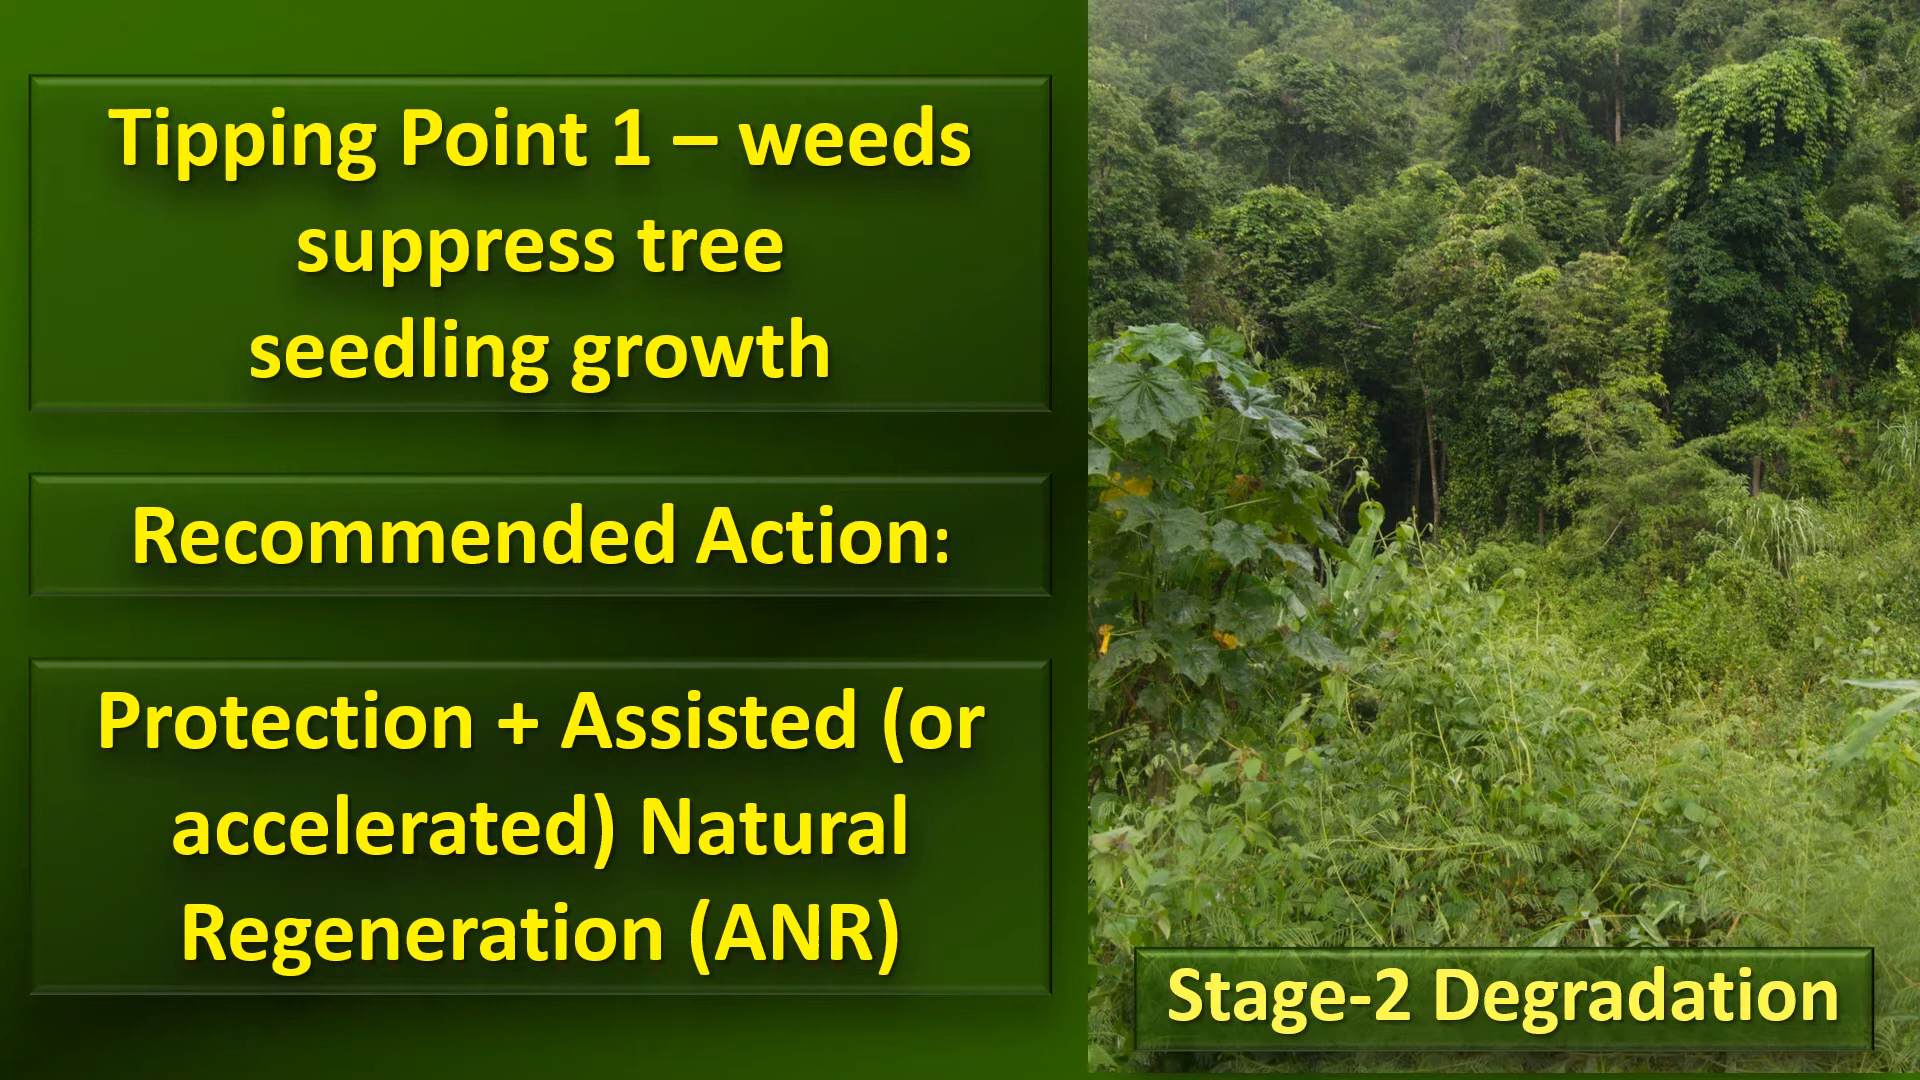 Tipping Point 1 – weeds
suppress tree
seedling growth
Recommended Action:
Protection + Assisted (or
accelerated) Natural
Regeneration (ANR)
Stage-2 Degradation